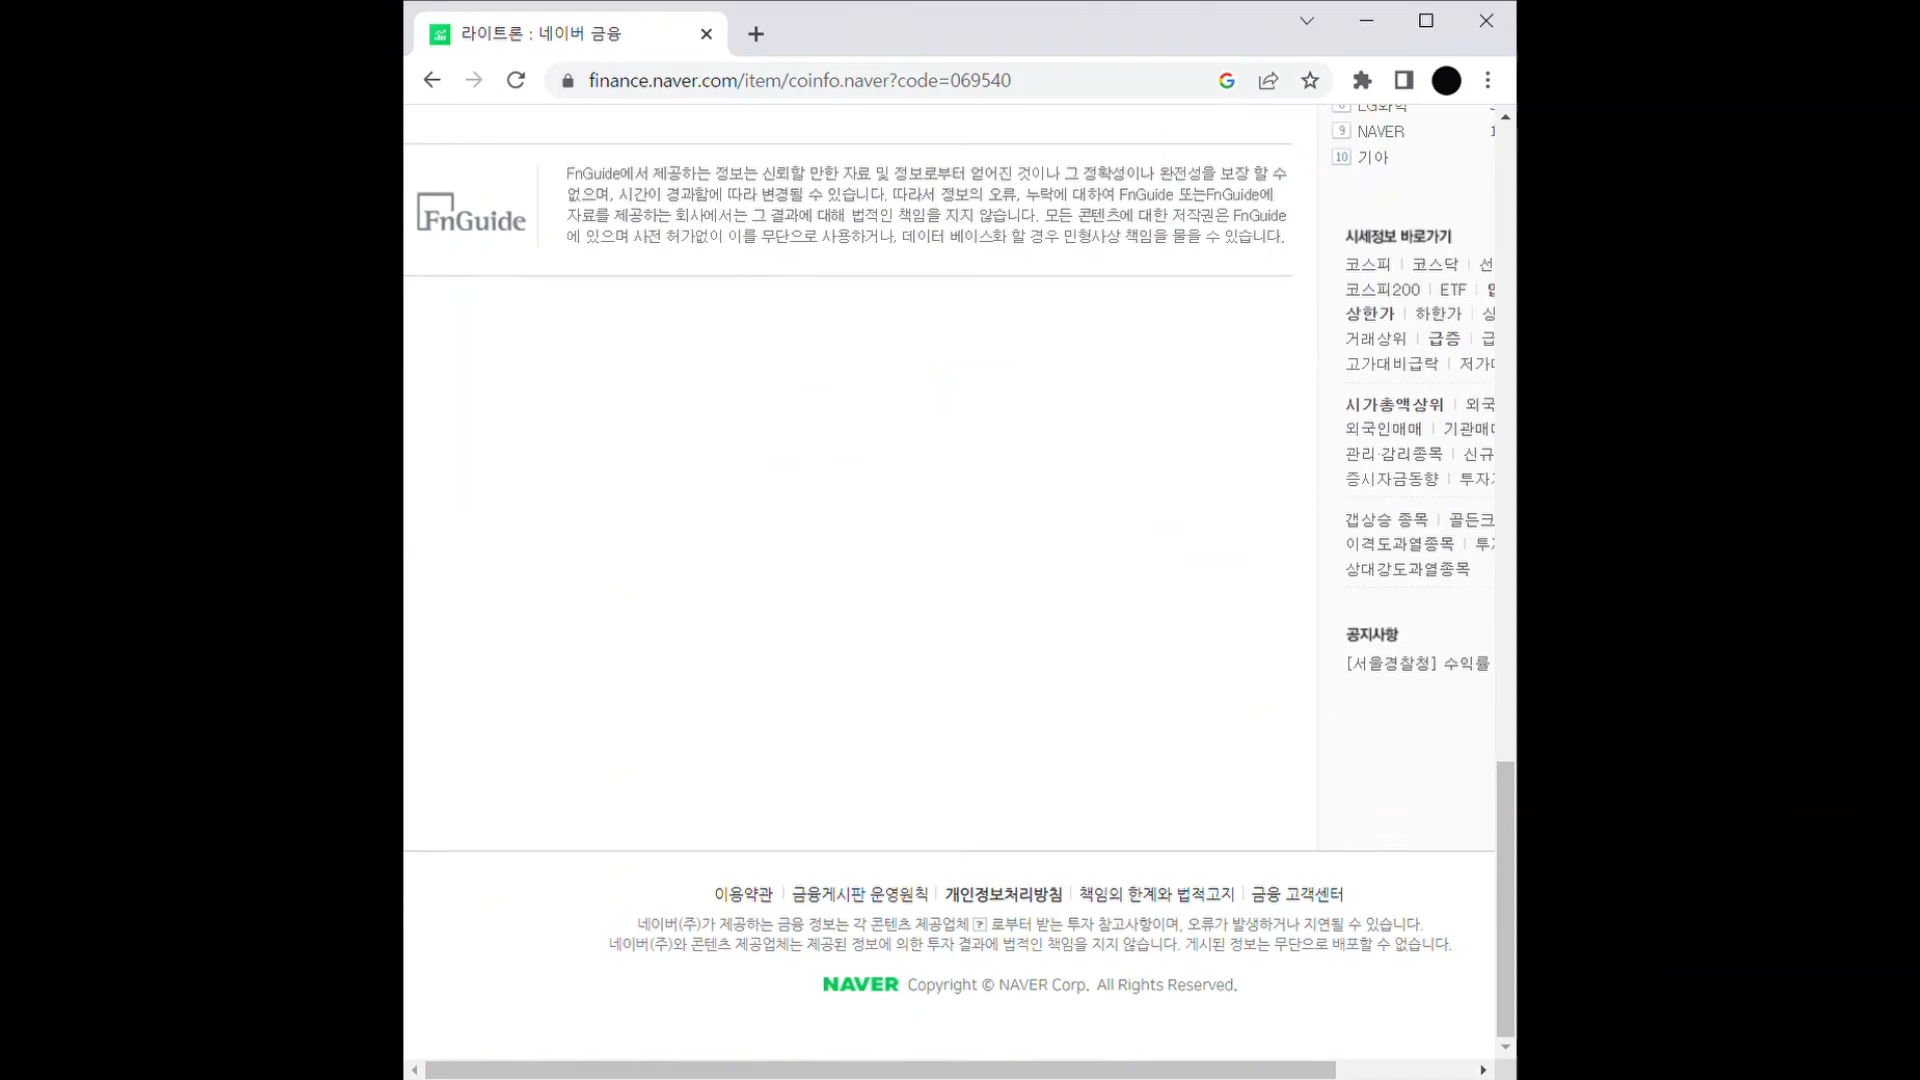 라이트론 : 네이버 금융
finance.naver.com/item/coinfo.naver?code=069540
9 NAVER
10 기아
FnGuide
FnGuide에서 제공하는 정보는 신뢰할 만한 자료 및 정보로부터 얻어진 것이나 그 정확성이나 완전성을 보장 할 수
없으며, 시간이 경과함에 따라 변경될 수 있습니다. 따라서 정보의 오류, 누락에 대하여 FnGuide 또는FnGuide에
자료를 제공하는 회사에서는 그 결과에 대해 법적인 책임을 지지 않습니다. 모든 콘텐츠에 대한 저작권은 FnGuide
에 있으며 사전 허가없이 이를 무단으로 사용하거나, 데이터 베이스화 할 경우 민형사상 책임을 물을 수 있습니다.
시세정보 바로가기
코스피 | 코스닥 | 선
코스피200 | ETF
상한가 | 하한가 | 상
거래상위 | 급증 | 급
고가대비급락 | 저가
시가총액상위 | 외국
외국인매매 | 기관매
관리·감리종목 | 신규
증시자금동향 | 투자
갭상승 종목 | 골든크
이격도과열종목 | 투
상대강도과열종목
공지사항
[서울경찰청] 수익률
이용약관 | 금융게시판 운영원칙 | 개인정보처리방침 | 책임의 한계와 법적고지 | 금융 고객센터
네이버(주)가 제공하는 금융 정보는 각 콘텐츠 제공업체 ? 로부터 받는 투자 참고사항이며, 오류가 발생하거나 지연될 수 있습니다.
네이버(주)와 콘텐츠 제공업체는 제공된 정보에 의한 투자 결과에 법적인 책임을 지지 않습니다. 게시된 정보는 무단으로 배포할 수 없습니다.
NAVER Copyright © NAVER Corp. All Rights Reserved.